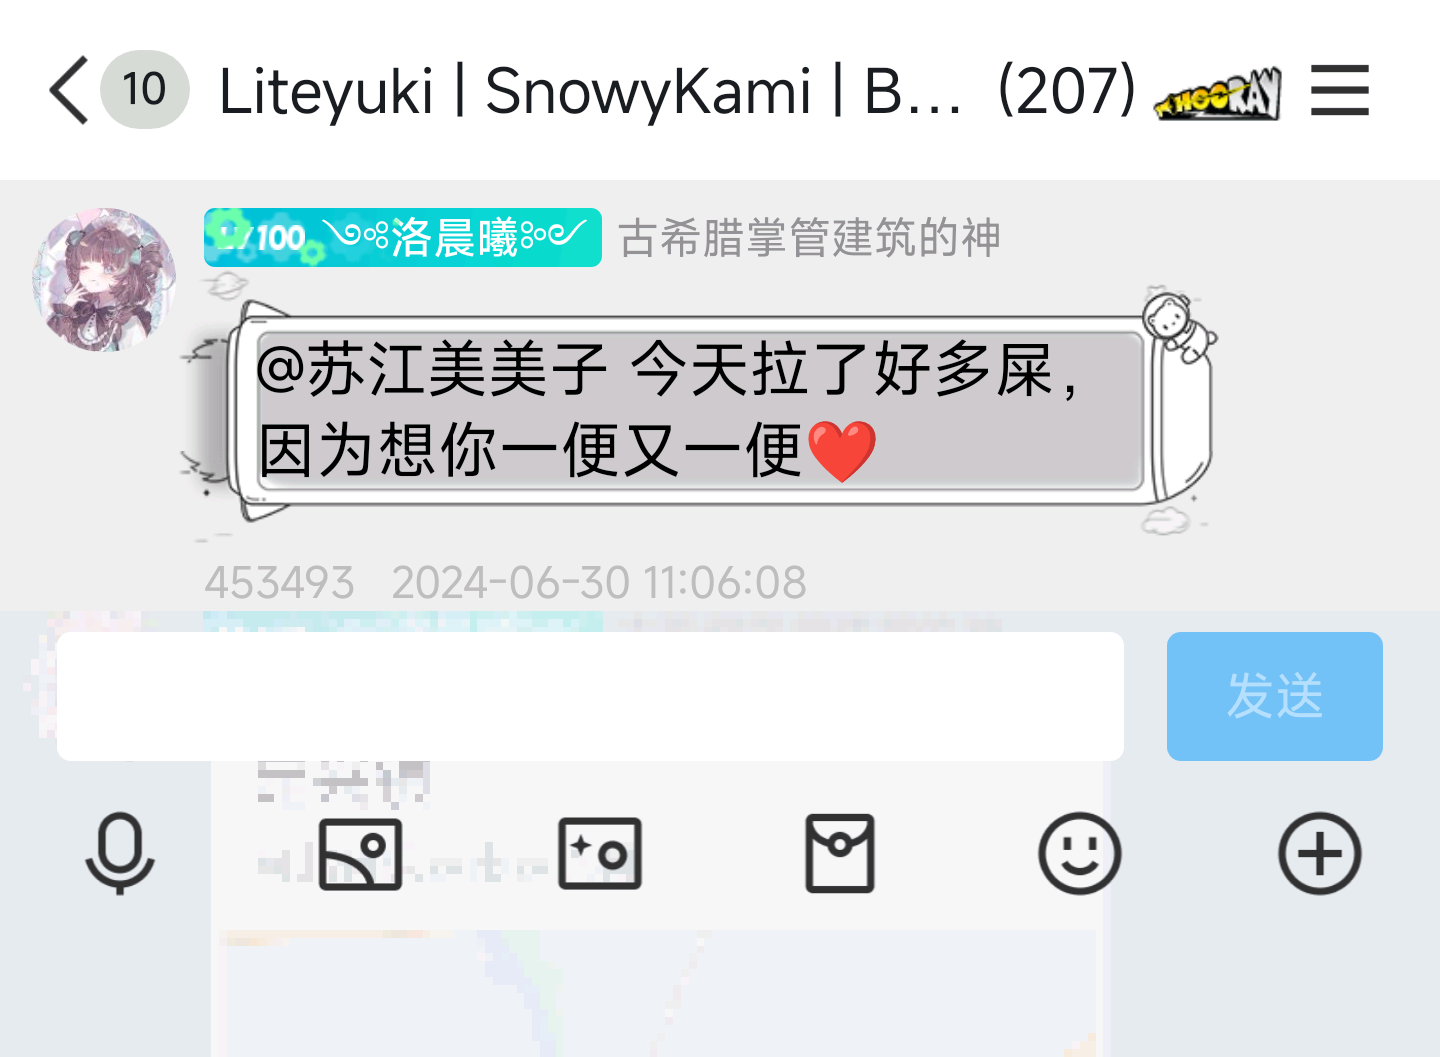 10 Liteyuki | SnowyKami | B... (207) WHOORAY
100 ༺洛晨曦༻ 古希腊掌管建筑的神
@苏江美美子 今天拉了好多屎，
因为想你一便又一便❤️
453493 2024-06-30 11:06:08
发送